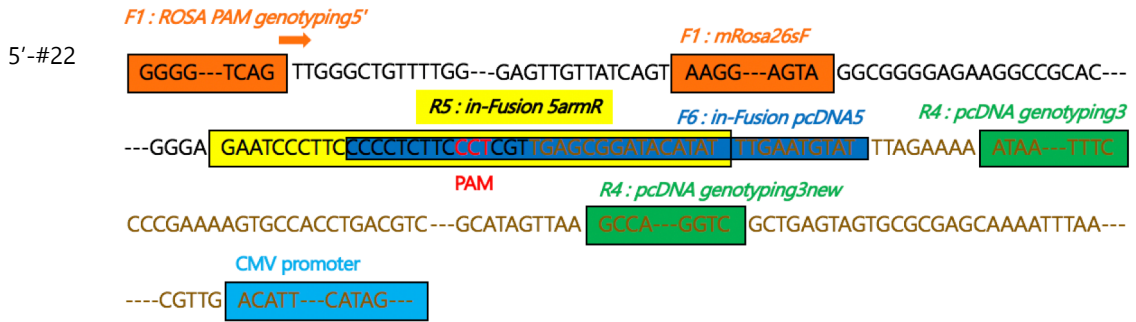 F1 : ROSA PAM genotyping5'
F1 : mRosa26sF
5′-#22
GGGG---TCAG TTGGGCTGTTTTGG---GAGTTGTTATCAGT AAGG---AGTA GGCGGGGAGAAGGCCGCAC---
R5 : in-Fusion 5armR F6 : in-Fusion pcDNA5 R4 : pcDNA genotyping3
---GGGA GAATCCCTTCCCCCTCTTCCCTCGTTGAGCGGATACATAT TTGAATGTAT TTAGAAAA ATAA---TTTC
PAM
R4 : pcDNA genotyping3new
CCCGAAAAGTGCCACCTGACGTC---GCATAGTTAA GCCA---GGTC GCTGAGTAGTGCGCGAGCAAAATTTAA---
CMV promoter
----CGTTG ACATT---CATAG---